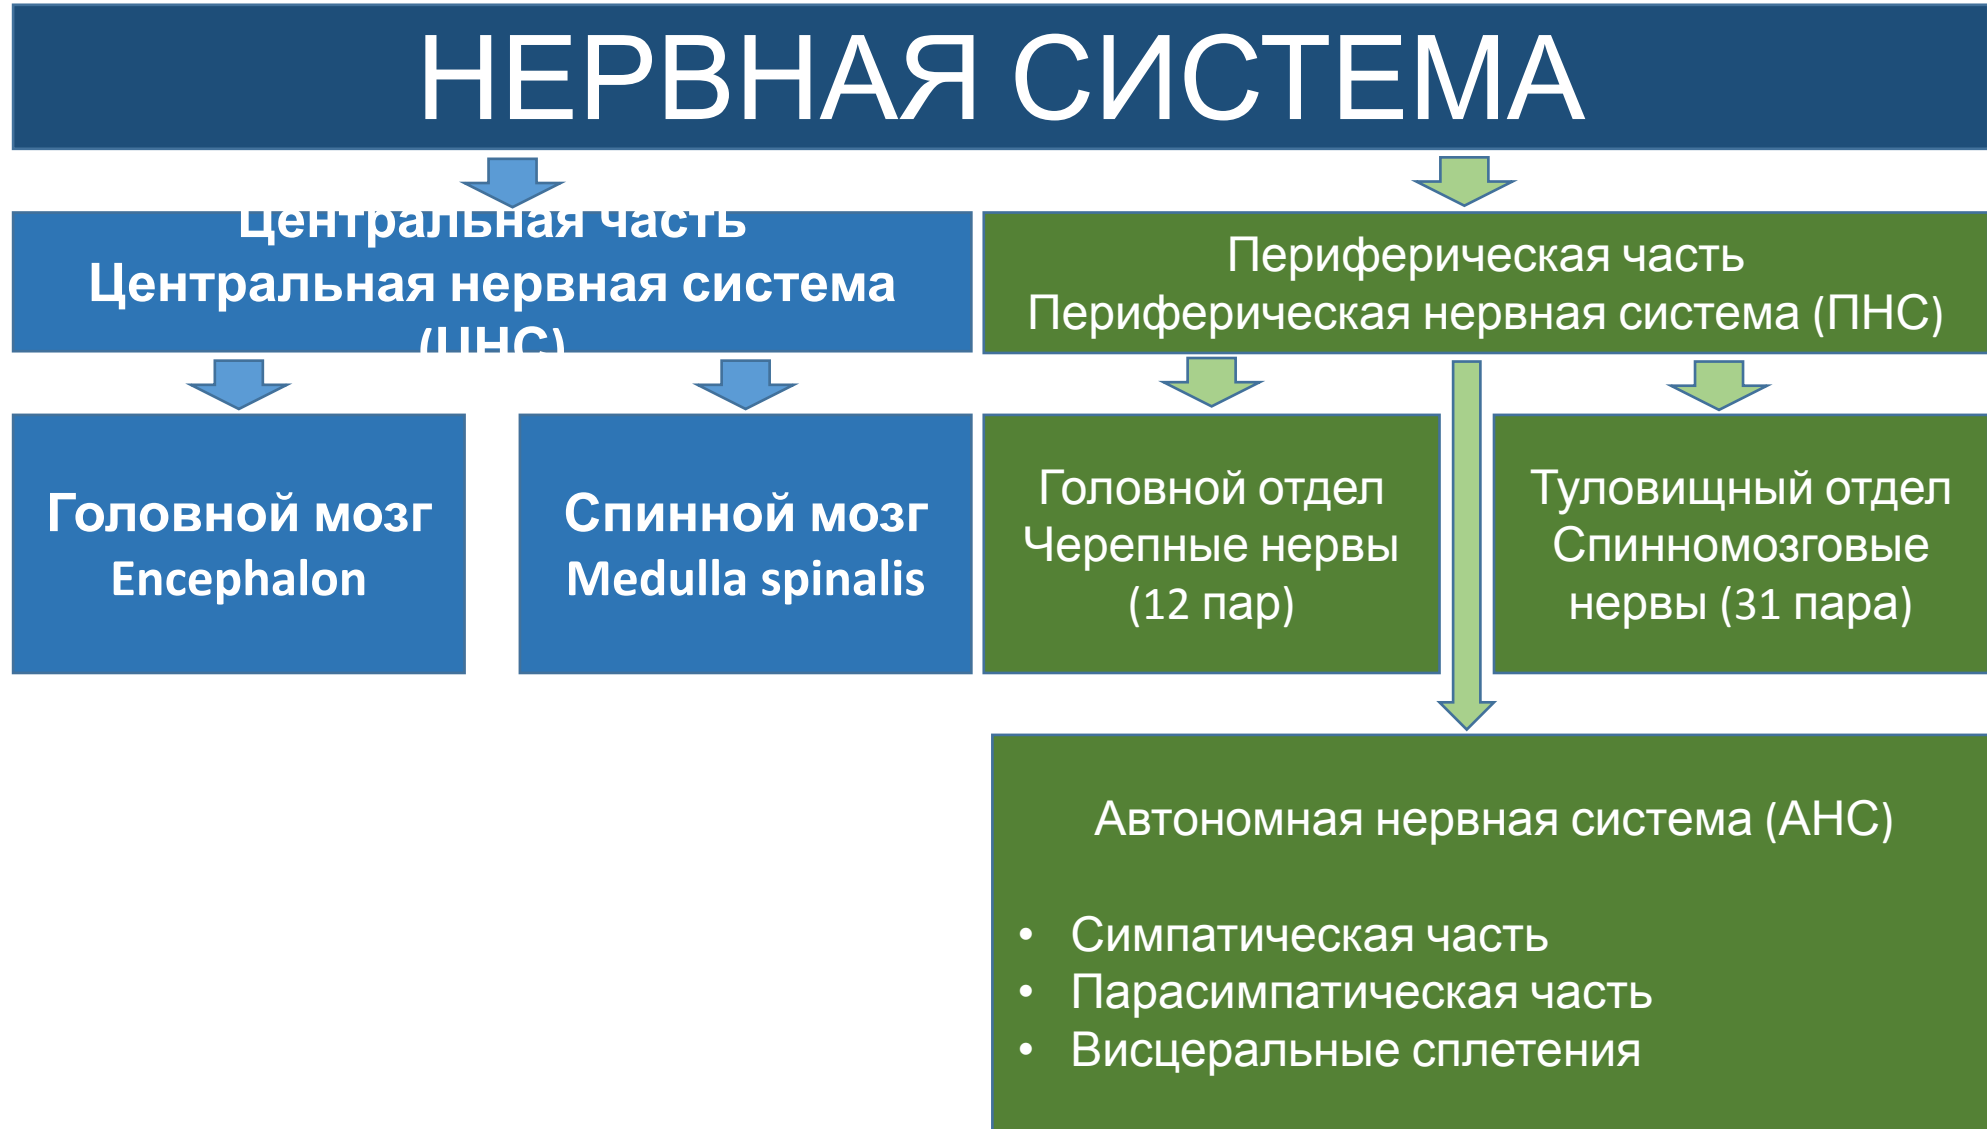 НЕРВНАЯ СИСТЕМА
Центральная часть
Центральная нервная система
(ЦНС)
Периферическая часть
Периферическая нервная система (ПНС)
Головной мозг
Encephalon
Спинной мозг
Medulla spinalis
Головной отдел
Черепные нервы
(12 пар)
Туловищный отдел
Спинномозговые
нервы (31 пара)
Автономная нервная система (АНС)
• Симпатическая часть
• Парасимпатическая часть
• Висцеральные сплетения